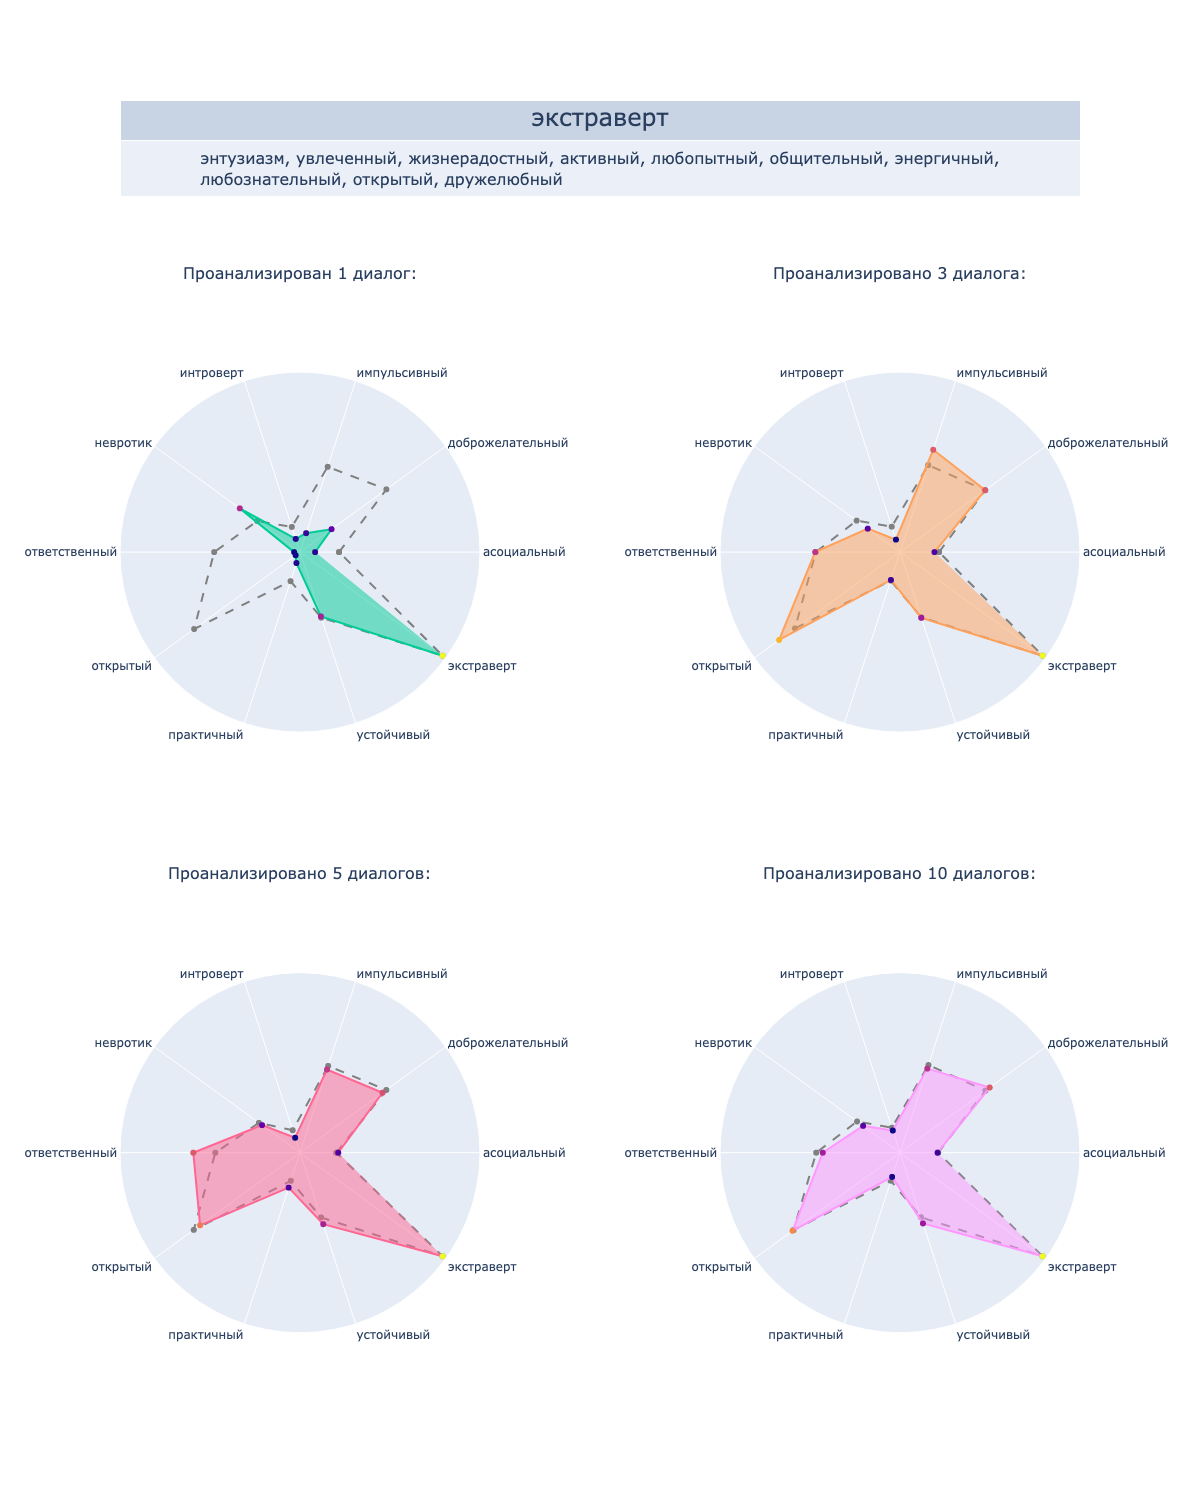 экстраверт
энтузиазм, увлеченный, жизнерадостный, активный, любопытный, общительный, энергичный,
любознательный, открытый, дружелюбный
Проанализирован 1 диалог:
интроверт
импульсивный
невротик
доброжелательный
ответственный
асоциальный
открытый
экстраверт
практичный
устойчивый
Проанализировано 3 диалога:
интроверт
импульсивный
невротик
доброжелательный
ответственный
асоциальный
открытый
экстраверт
практичный
устойчивый
Проанализировано 5 диалогов:
интроверт
импульсивный
невротик
доброжелательный
ответственный
асоциальный
открытый
экстраверт
практичный
устойчивый
Проанализировано 10 диалогов:
интроверт
импульсивный
невротик
доброжелательный
ответственный
асоциальный
открытый
экстраверт
практичный
устойчивый